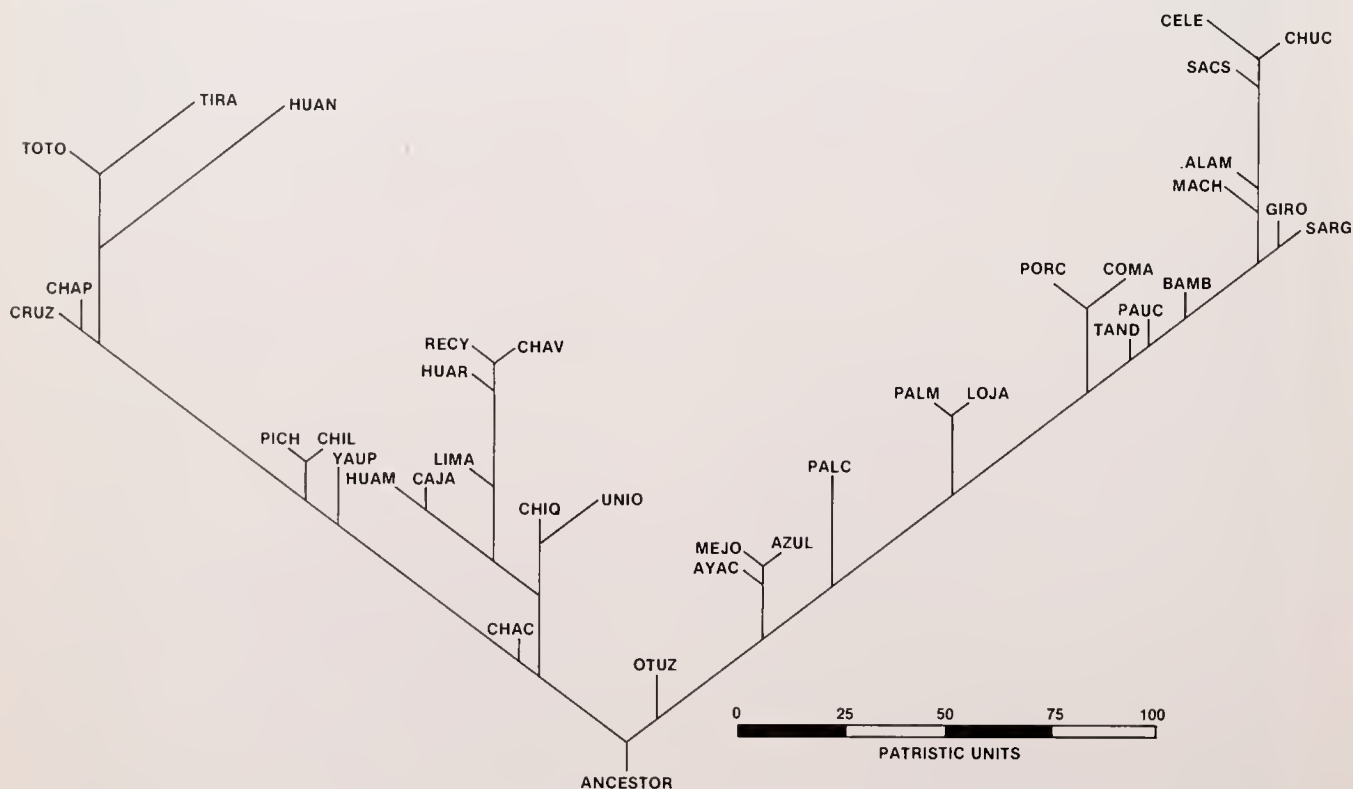 CELE
CHUC
SACS
TIRA
HUAN
TOTO
.ALAM
MACH
GIRO
SARG
PORC
COMA
CHAP
CRUZ
BAMB
PAUC
TAND
RECY
CHAV
HUAR
PALM
LOJA
PICH
CHIL
YAUP
LIMA
HUAM
CAJA
PALC
CHIQ
UNIO
MEJO
AZUL
AYAC
CHAC
OTUZ
0 25 50 75 100
PATRISTIC UNITS
ANCESTOR